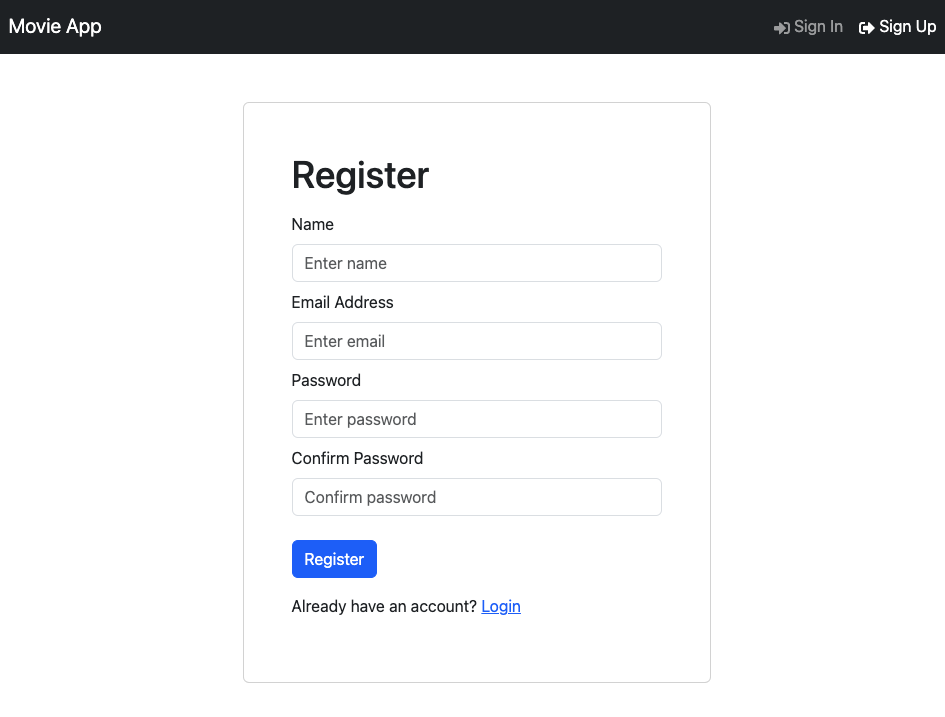 Movie App
Sign In
Sign Up
Register
Name
Enter name
Email Address
Enter email
Password
Enter password
Confirm Password
Confirm password
Register
Already have an account? Login